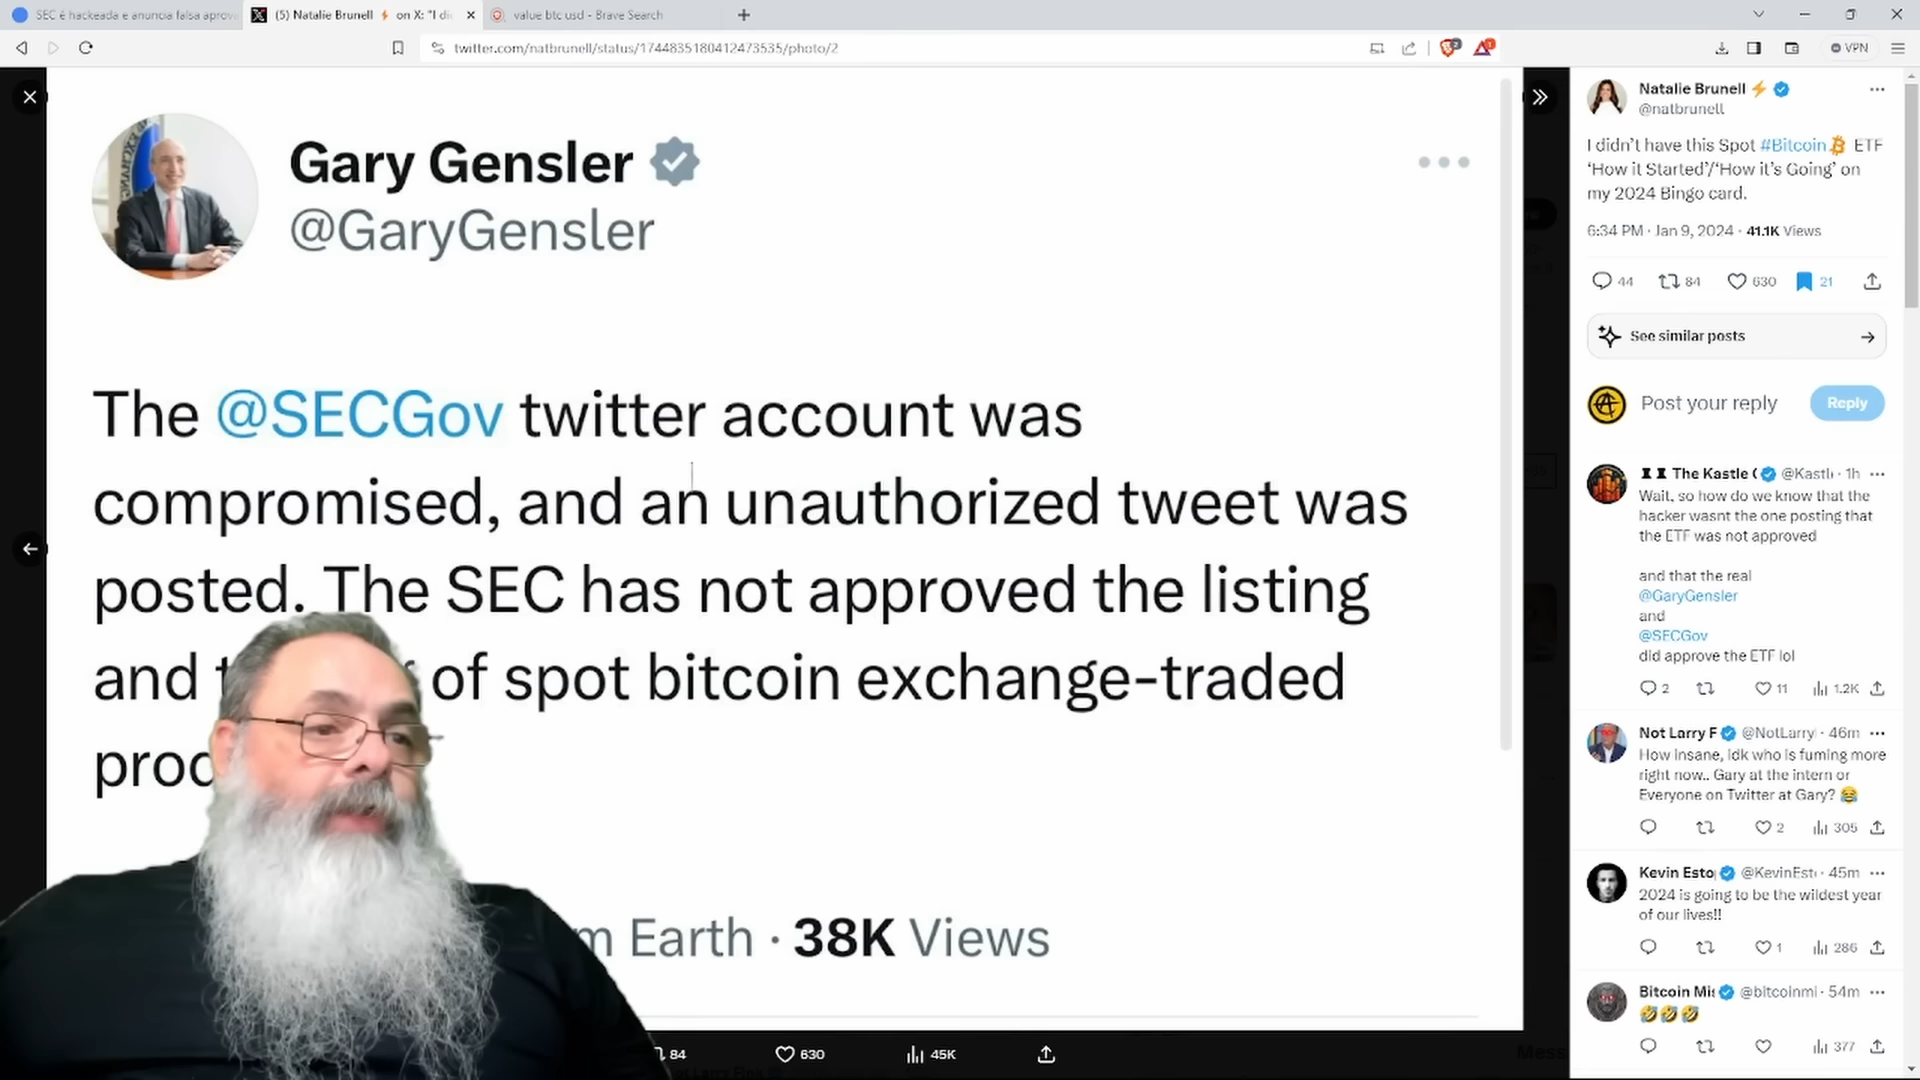 SEC é hackeada e anuncia falsa aprov
(5) Natalie Brunell ⚡ on X: "I di
value btc usd - Brave Search
twitter.com/natbrunell/status/1744835180412473535/photo/2
VPN
Gary Gensler
@GaryGensler
The @SECGov twitter account was
compromised, and an unauthorized tweet was
posted. The SEC has not approved the listing
and of spot bitcoin exchange-traded
Earth · 38K Views
84 630 45K
Natalie Brunell ⚡
@natbrunell
I didn't have this Spot #Bitcoin ETF
'How it Started'/'How it's Going' on
my 2024 Bingo card.
6:34 PM · Jan 9, 2024 · 41.1K Views
44 84 630 21
See similar posts
Post your reply
Reply
The Kastle @Kastl · 1h
Wait, so how do we know that the
hacker wasnt the one posting that
the ETF was not approved
and that the real
@GaryGensler
and
@SECGov
did approve the ETF lol
2 11 1.2K
Not Larry F @NotLarry · 46m
How insane, Idk who is fuming more
right now.. Gary at the intern or
Everyone on Twitter at Gary? 😂
2 305
Kevin Esto @KevinEst · 45m
2024 is going to be the wildest year
of our lives!!
1 286
Bitcoin Mi @bitcoinmi · 54m
🤣🤣🤣
377